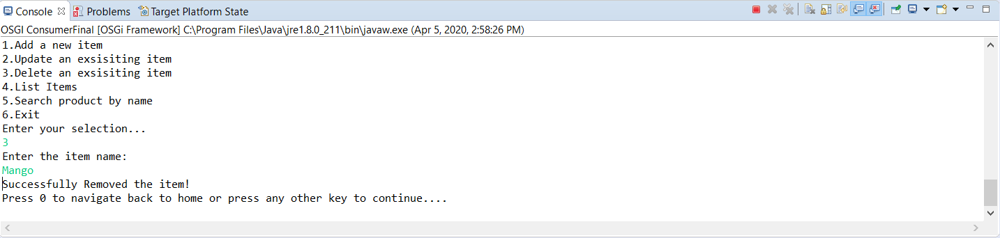 Console Problems Target Platform State
OSGI ConsumerFinal [OSGi Framework] C:\Program Files\Java\jre1.8.0_211\bin\javaw.exe (Apr 5, 2020, 2:58:26 PM)
1.Add a new item
2.Update an exsisiting item
3.Delete an exsisiting item
4.List Items
5.Search product by name
6.Exit
Enter your selection...
3
Enter the item name:
Mango
Successfully Removed the item!
Press 0 to navigate back to home or press any other key to continue....